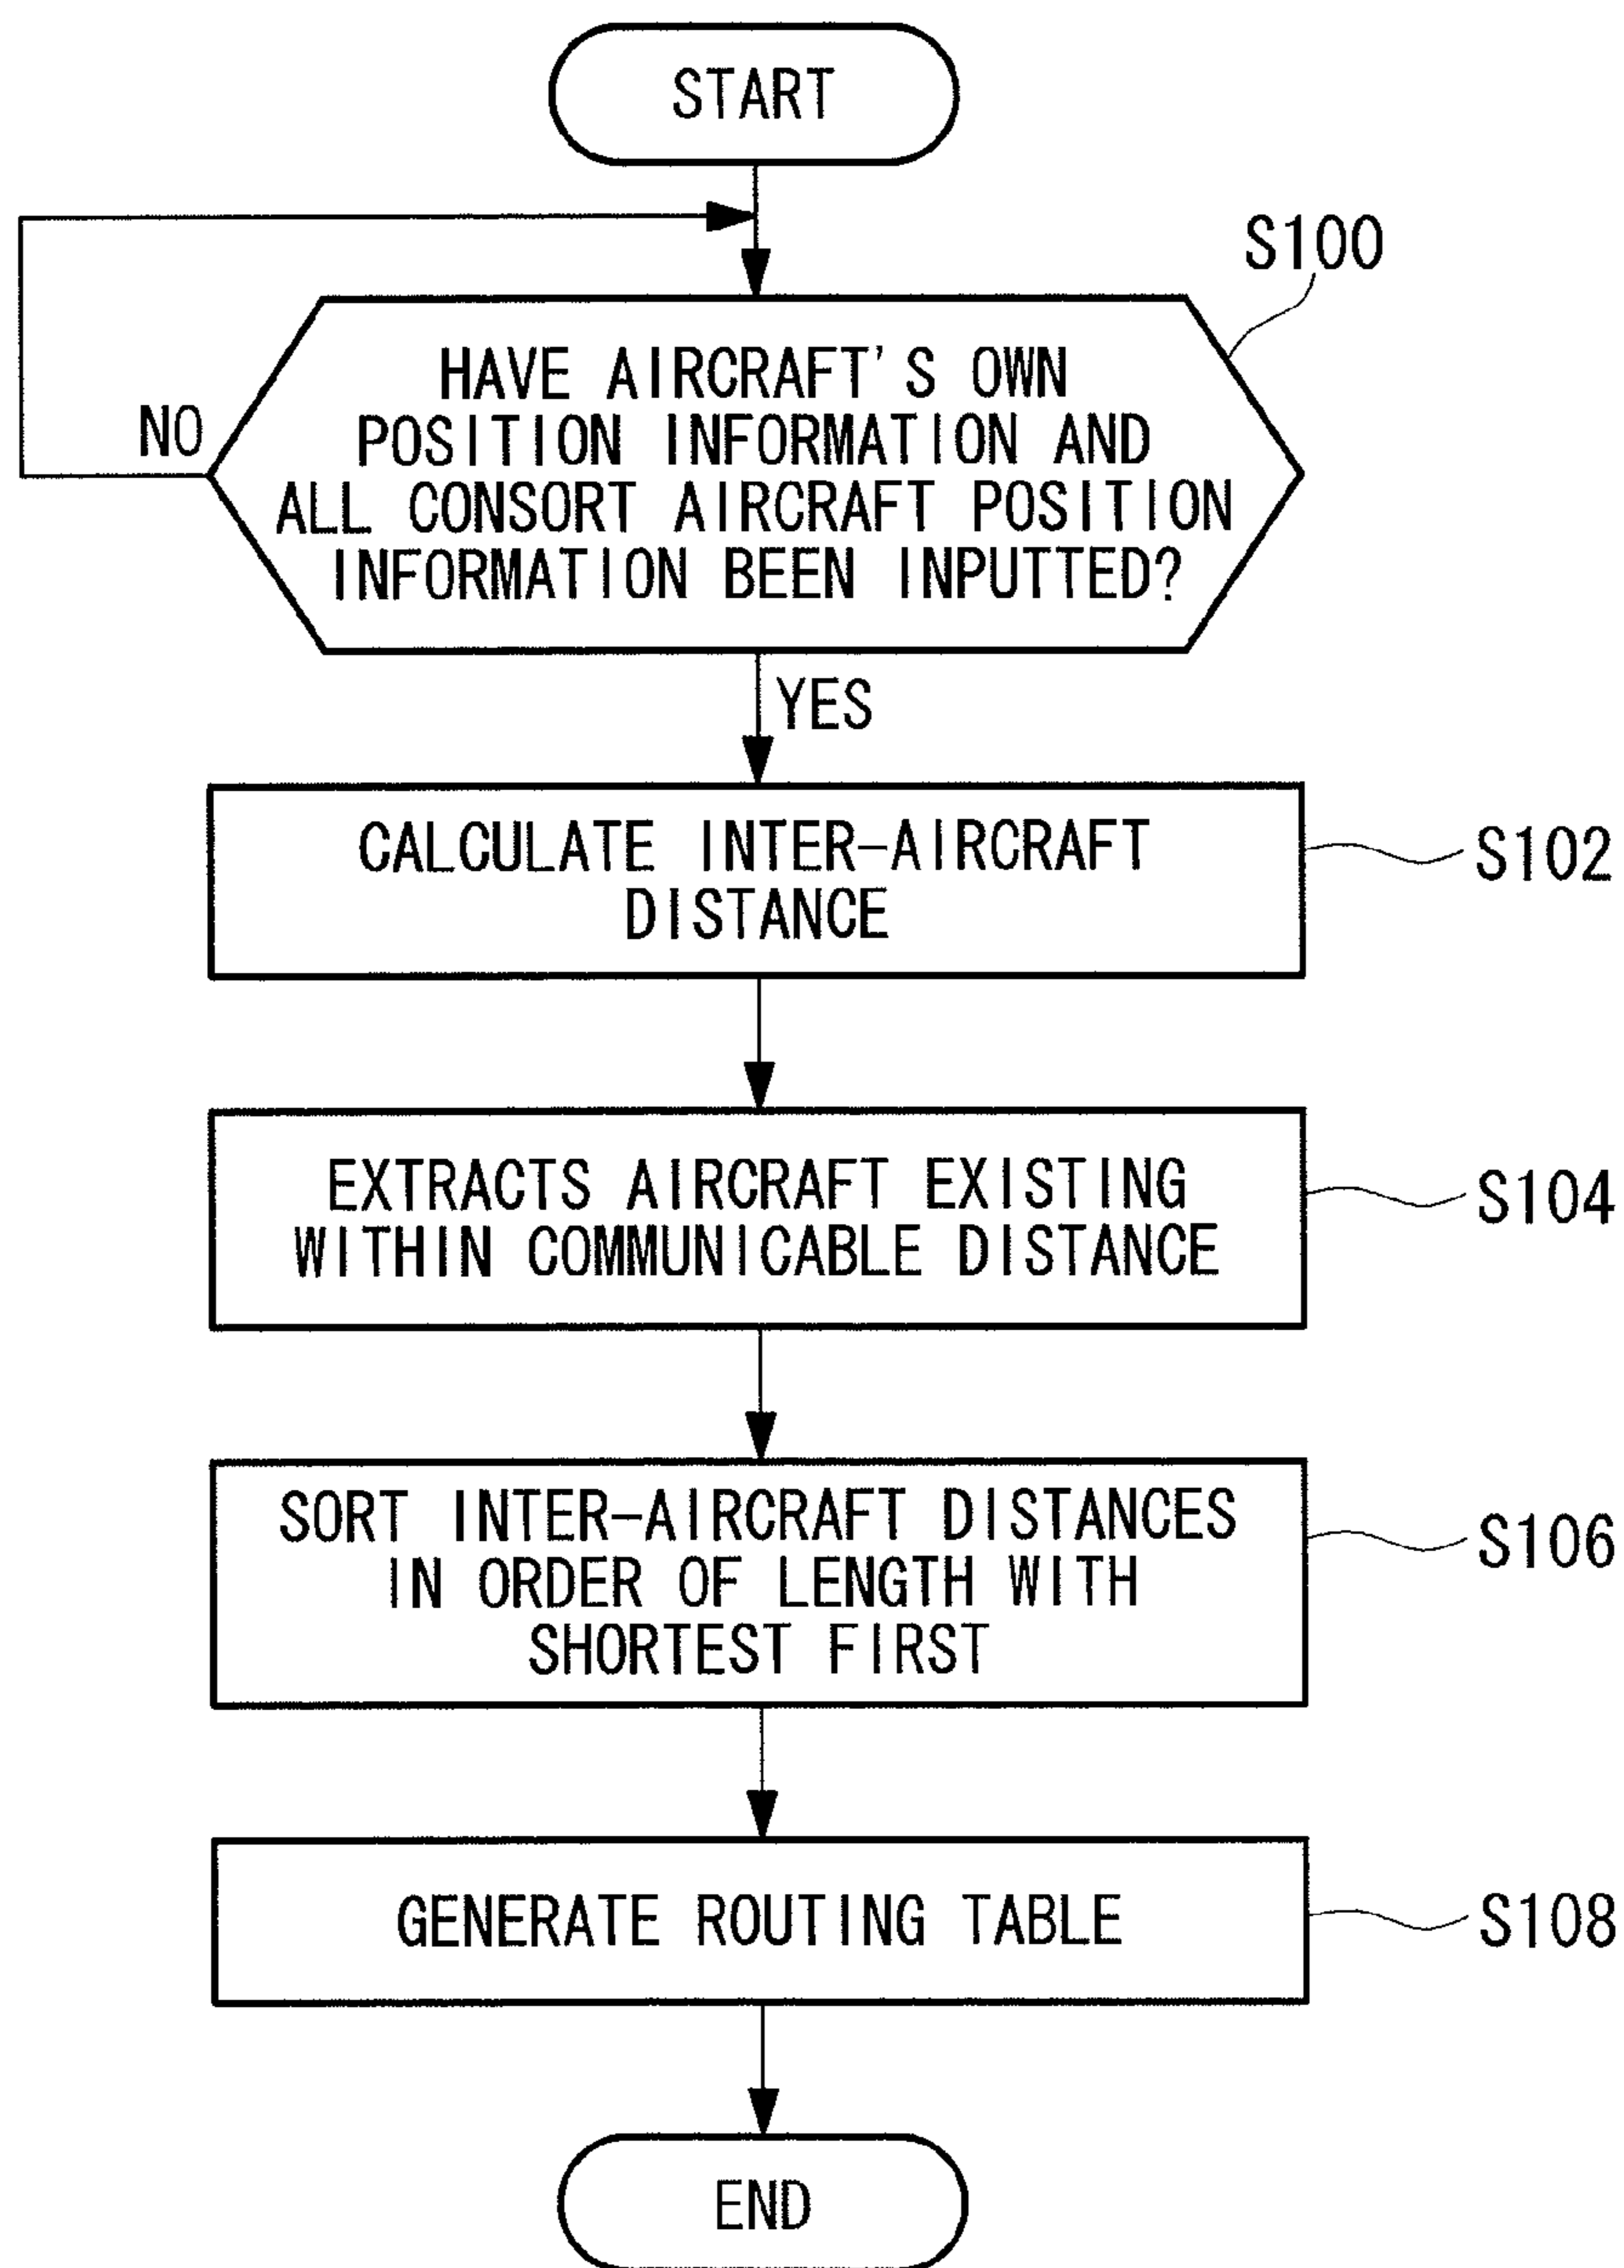 START
S100
HAVE AIRCRAFT'S OWN
POSITION INFORMATION AND
ALL CONSORT AIRCRAFT POSITION
INFORMATION BEEN INPUTTED?
NO
YES
CALCULATE INTER-AIRCRAFT
DISTANCE
S102
EXTRACTS AIRCRAFT EXISTING
WITHIN COMMUNICABLE DISTANCE
S104
SORT INTER-AIRCRAFT DISTANCES
IN ORDER OF LENGTH WITH
SHORTEST FIRST
S106
GENERATE ROUTING TABLE
S108
END